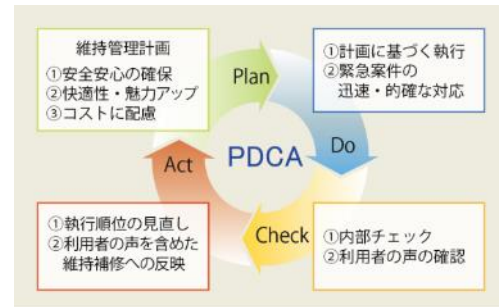 維持管理計画
①安全安心の確保
②快適性・魅力アップ
③コストに配慮
Plan
①計画に基づく執行
②緊急案件の
迅速・的確な対応
Do
PDCA
Act
Check
①執行順位の見直し
②利用者の声を含めた
維持補修への反映
①内部チェック
②利用者の声の確認